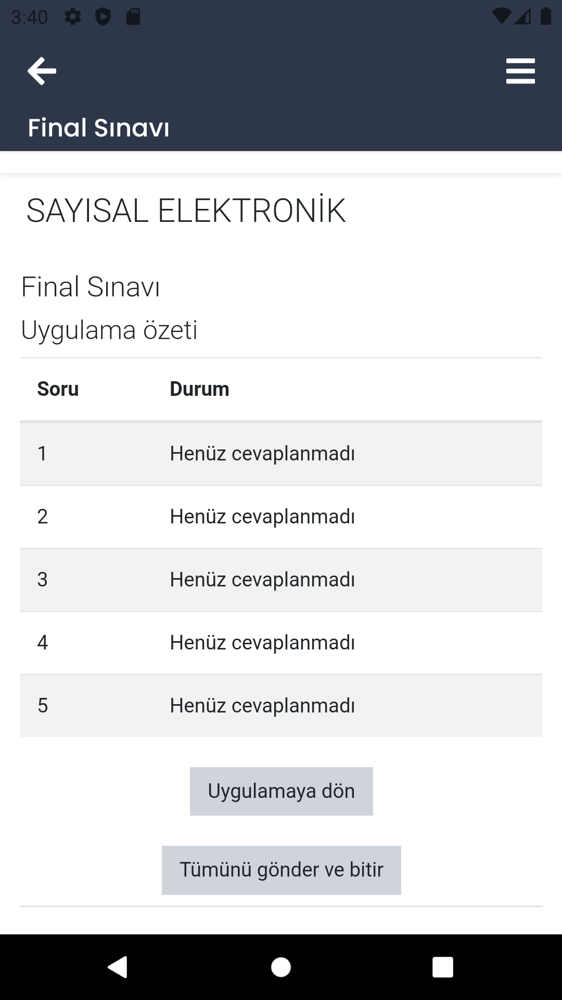 3:40
Final Sınavı
SAYISAL ELEKTRONİK
Final Sınavı
Uygulama özeti
Soru Durum
1 Henüz cevaplanmadı
2 Henüz cevaplanmadı
3 Henüz cevaplanmadı
4 Henüz cevaplanmadı
5 Henüz cevaplanmadı
Uygulamaya dön
Tümünü gönder ve bitir